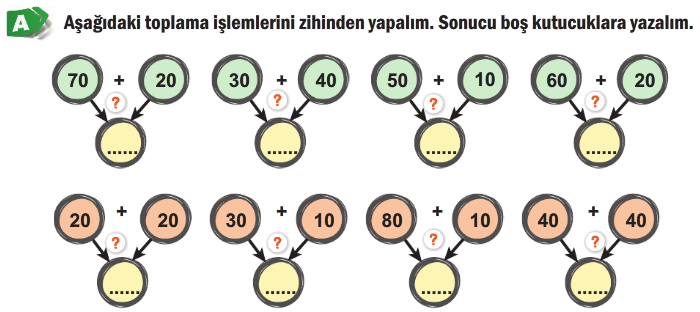 A Aşağıdaki toplama işlemlerini zihinden yapalım. Sonucu boş kutucuklara yazalım.
70 + 20 30 + 40 50 + 10 60 + 20
? ? ? ?
...... ...... ...... ......
20 + 20 30 + 10 80 + 10 40 + 40
? ? ? ?
...... ...... ...... ......